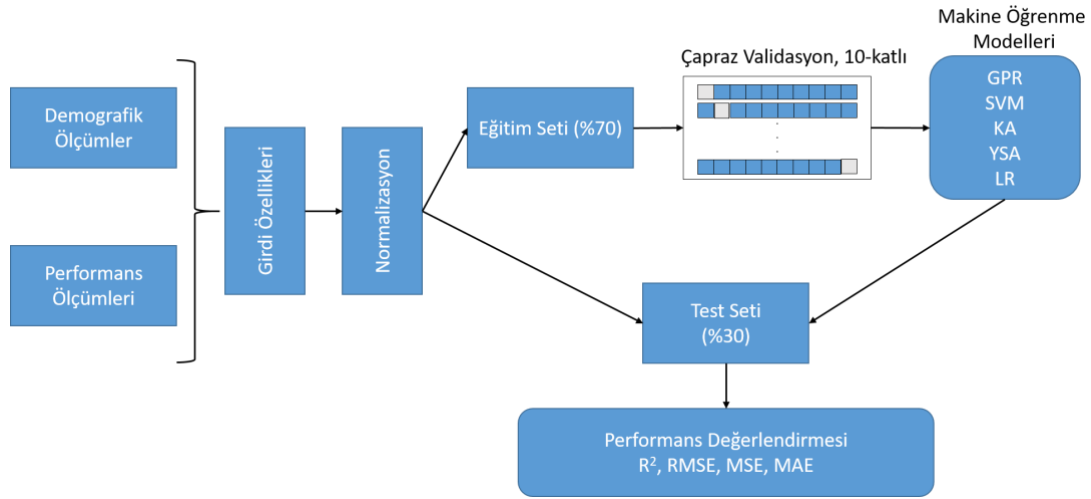 Demografik
Ölçümler
Performans
Ölçümleri
Girdi Özellikleri
Normalizasyon
Eğitim Seti (%70)
Çapraz Validasyon, 10-katlı
Makine Öğrenme
Modelleri
GPR
SVM
KA
YSA
LR
Test Seti
(%30)
Performans Değerlendirmesi
R², RMSE, MSE, MAE